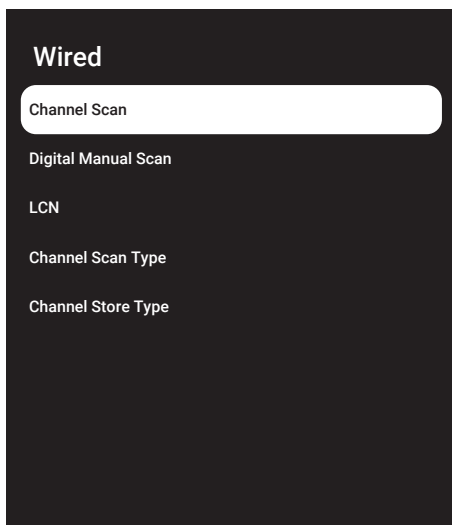 Wired
Channel Scan
Digital Manual Scan
LCN
Channel Scan Type
Channel Store Type